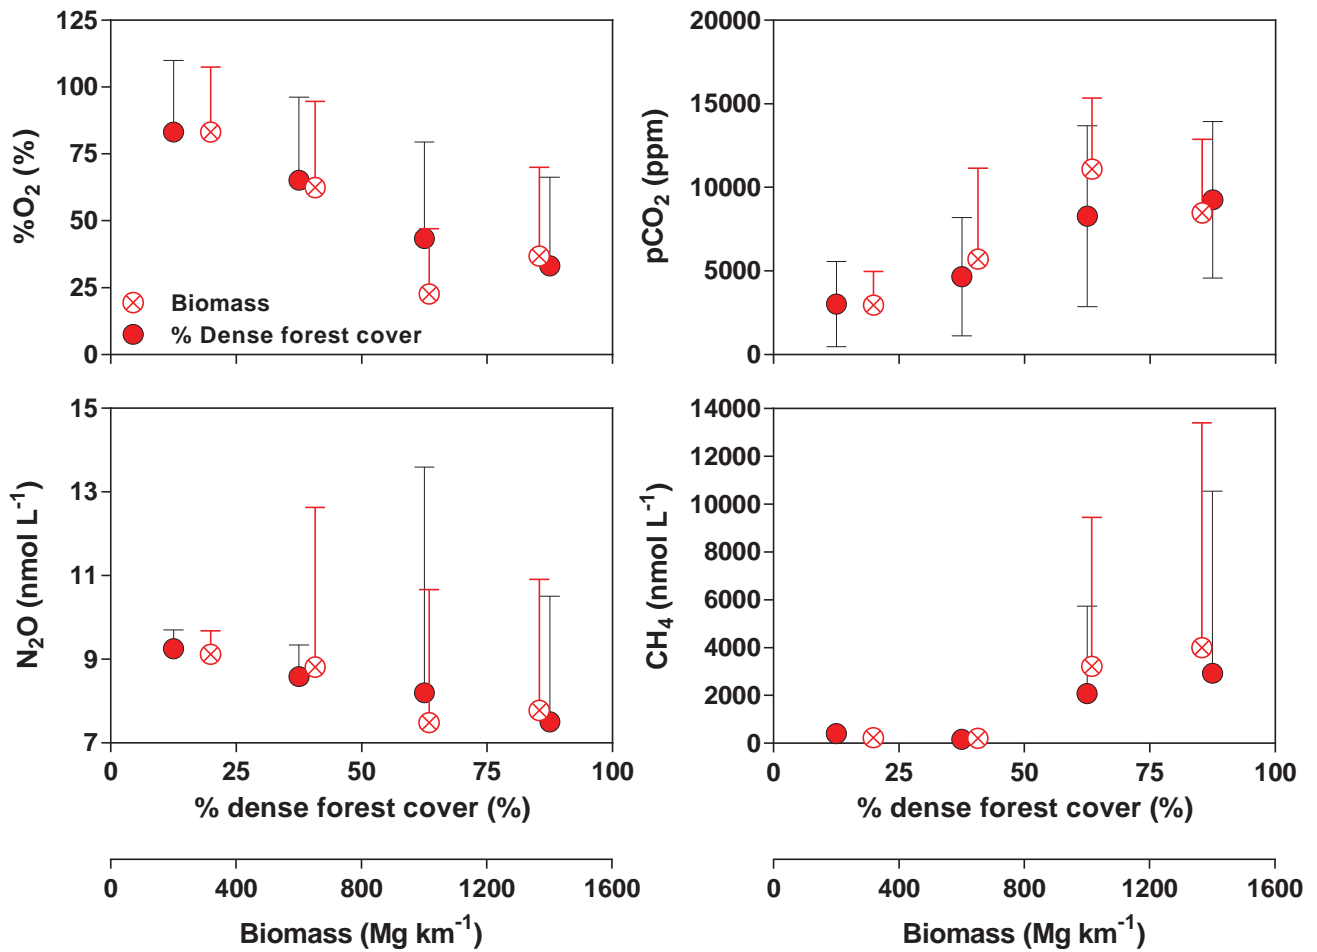 125
100
75
50
25
0
%O2 (%)
Biomass
% Dense forest cover
20000
15000
10000
5000
0
pCO2 (ppm)
15
13
11
9
7
N2O (nmol L-1)
0 25 50 75 100
% dense forest cover (%)
0 400 800 1200 1600
Biomass (Mg km-1)
14000
12000
10000
8000
6000
4000
2000
0
CH4 (nmol L-1)
0 25 50 75 100
% dense forest cover (%)
0 400 800 1200 1600
Biomass (Mg km-1)